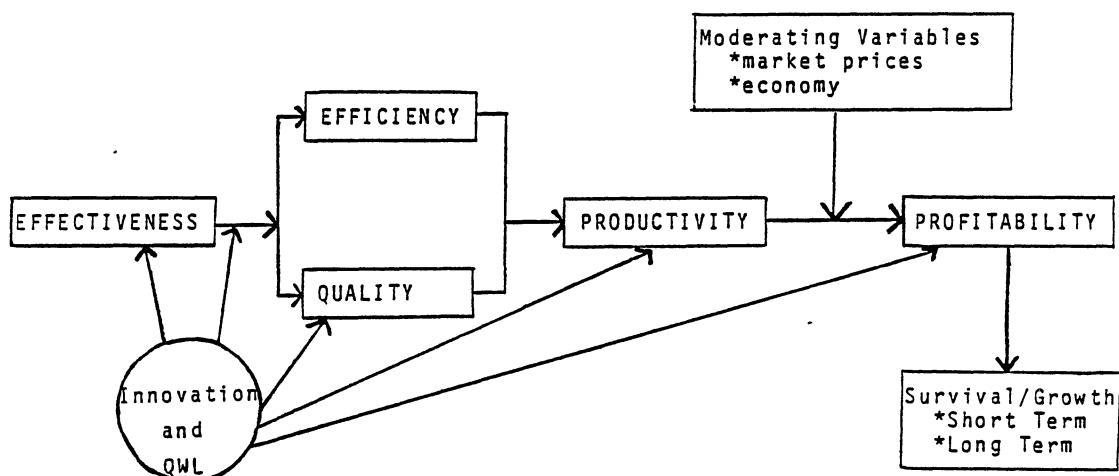 Moderating Variables
*market prices
*economy
EFFICIENCY
EFFECTIVENESS
PRODUCTIVITY
PROFITABILITY
QUALITY
Innovation
and
QWL
Survival/Growth
*Short Term
*Long Term